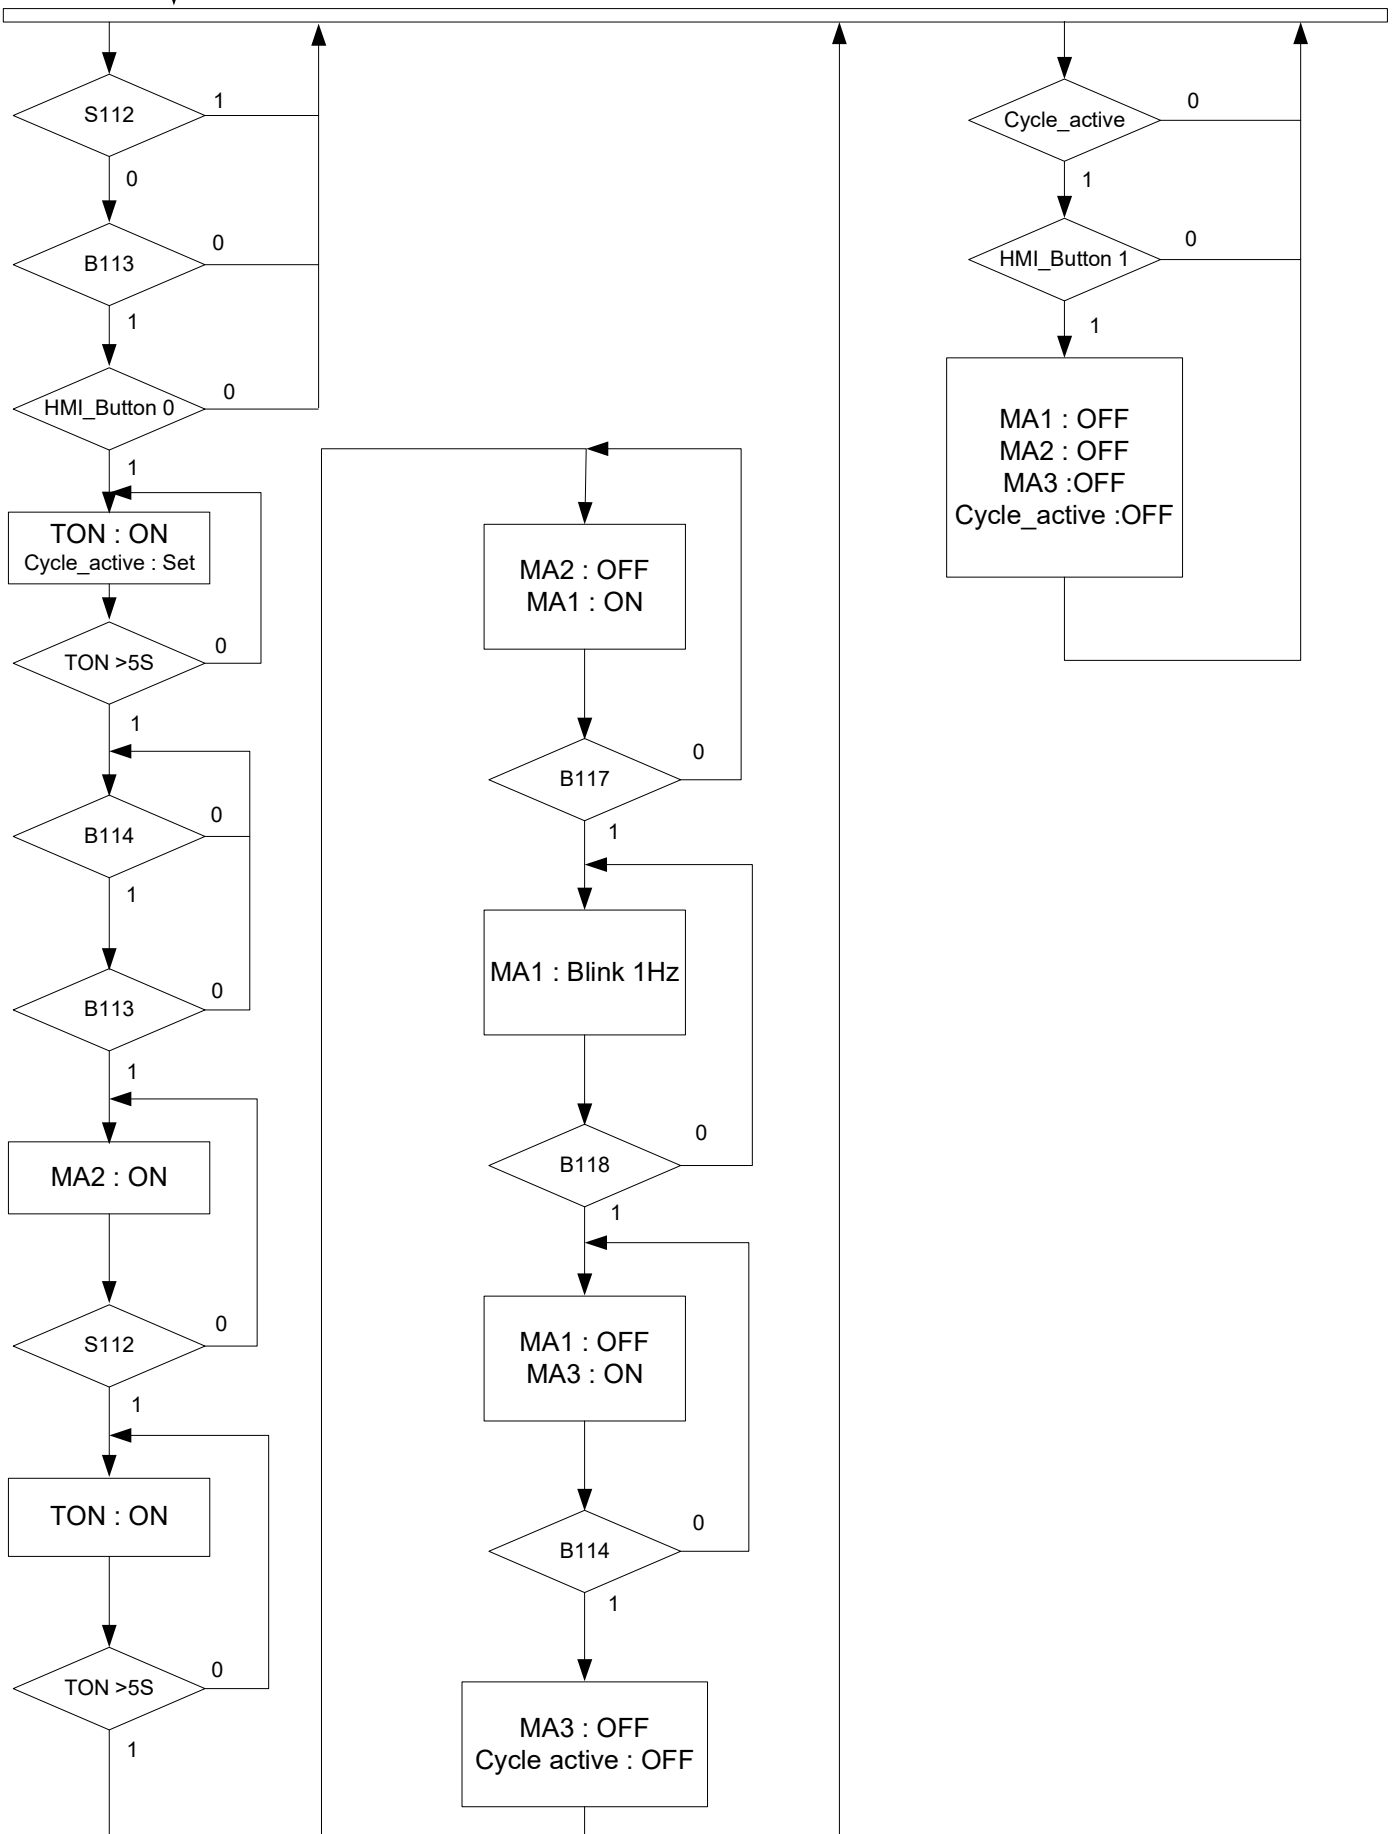 S112
1
0
B113
0
1
HMI_Button 0
0
1
TON : ON
Cycle_active : Set
TON >5S
0
1
B114
0
1
B113
0
1
MA2 : ON
S112
0
1
TON : ON
TON >5S
0
1
MA2 : OFF
MA1 : ON
B117
0
1
MA1 : Blink 1Hz
B118
0
1
MA1 : OFF
MA3 : ON
B114
0
1
MA3 : OFF
Cycle active : OFF
Cycle_active
0
1
HMI_Button 1
0
1
MA1 : OFF
MA2 : OFF
MA3 :OFF
Cycle_active :OFF